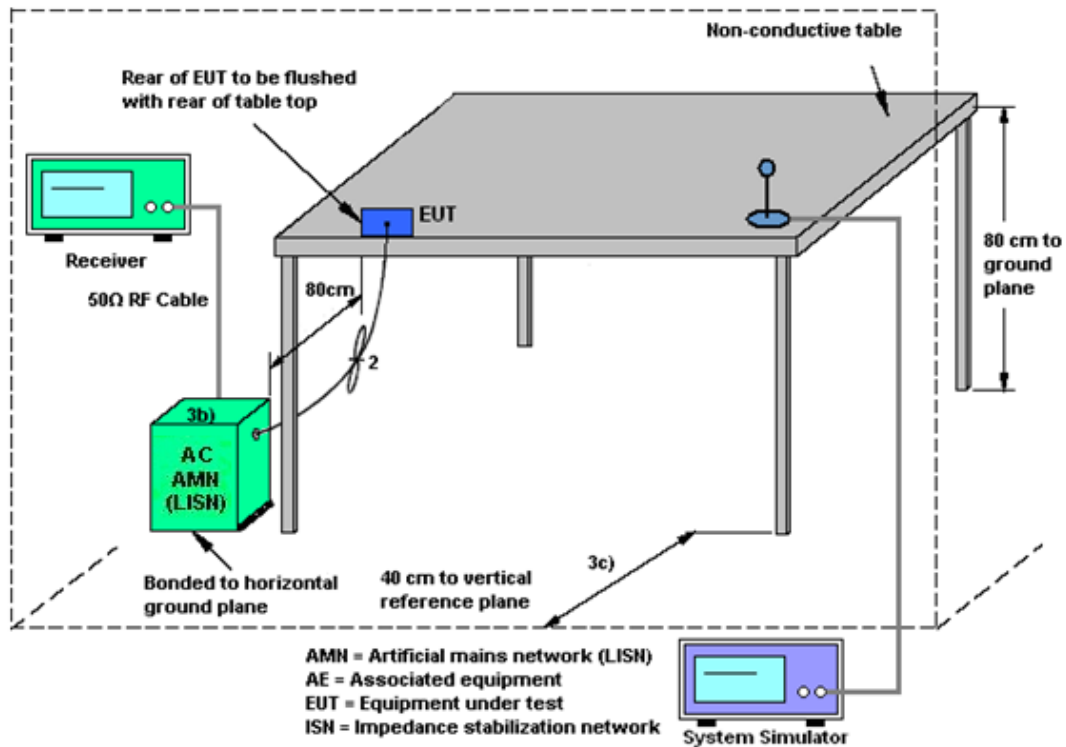 Non-conductive table
Rear of EUT to be flushed
with rear of table top
EUT
Receiver
50Ω RF Cable
80cm
2
80 cm to
ground
plane
3b)
AC
AMN
(LISN)
Bonded to horizontal
ground plane
40 cm to vertical
reference plane
3c)
AMN = Artificial mains network (LISN)
AE = Associated equipment
EUT = Equipment under test
ISN = Impedance stabilization network
System Simulator